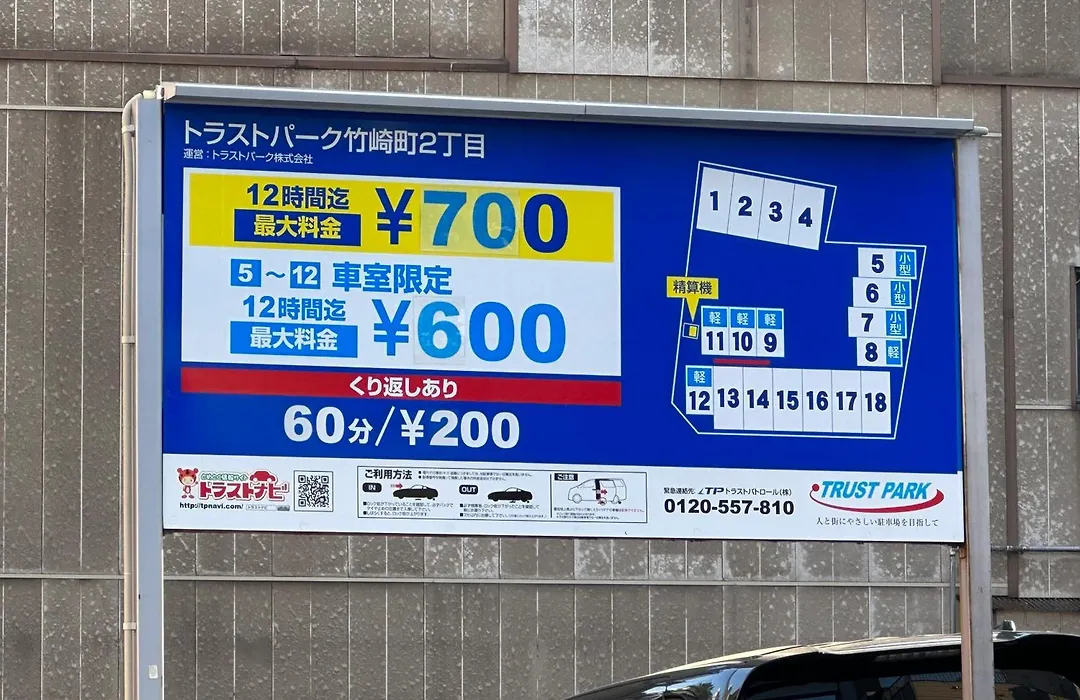 トラストパーク竹崎町2丁目
運営：トラストパーク株式会社
12時間迄
最大料金
¥700
5～12 車室限定
12時間迄
最大料金
¥600
くり返しあり
60分/¥200
1 2 3 4
5 小型
6 小型
7 小型
8 軽
精算機
軽 軽 軽
11 10 9
軽
12 13 14 15 16 17 18
トラストナビ
http://tpnavi.com/
ご利用方法
IN
OUT
ご注意
緊急連絡先：TPトラストパトロール(株)
0120-557-810
TRUST PARK
人と街にやさしい駐車場を目指して